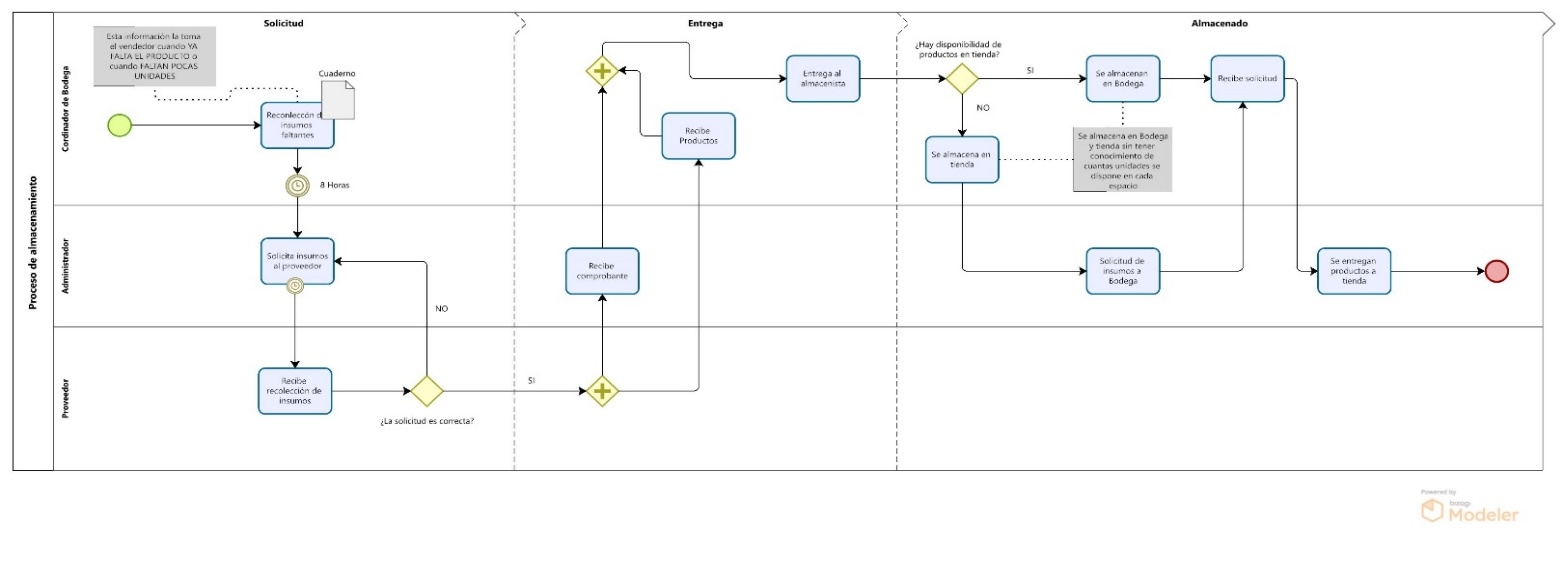 Proceso de almacenamiento
Solicitud
Entrega
Almacenado
Cordinador de Bodega
Administrador
Proveedor
Esta información la toma
el vendedor cuando YA
FALTA EL PRODUCTO o
cuando FALTAN POCAS
UNIDADES
Cuaderno
insumos
faltantes
8 Horas
Solicita insumos
al proveedor
NO
Recibe
recolección de
insumos
¿La solicitud es correcta?
SI
Recibe
comprobante
Recibe
Productos
Entrega al
almacenista
¿Hay disponibilidad de
productos en tienda?
SI
NO
Se almacenan
en Bodega
Recibe solicitud
Se almacena en
tienda
Se almacena en Bodega
y tienda sin tener
conocimiento de
cuantas unidades se
dispone en cada
espacio
Solicitud de
insumos a
Bodega
Se entregan
productos a
tienda
Powered by
bizagi
Modeler